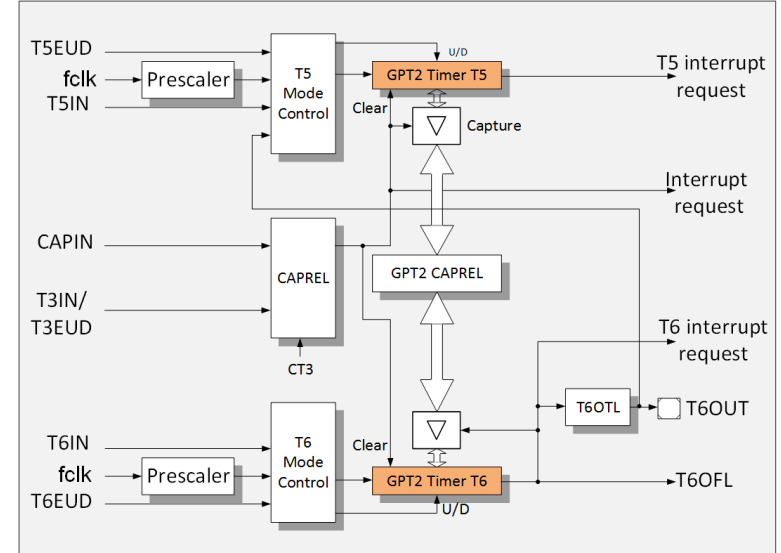 T5EUD
fclk
Prescaler
T5IN
T5
Mode
Control
U/D
GPT2 Timer T5
Clear
Capture
T5 interrupt
request
Interrupt
request
CAPIN
T3IN/
T3EUD
CAPREL
CT3
GPT2 CAPREL
T6 interrupt
request
T6OTL
T6OUT
T6IN
fclk
Prescaler
T6EUD
T6
Mode
Control
Clear
GPT2 Timer T6
U/D
T6OFL